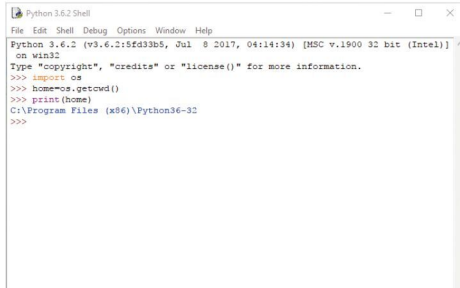 Python 3.6.2 Shell
File Edit Shell Debug Options Window Help
Python 3.6.2 (v3.6.2:5fd33b5, Jul 8 2017, 04:14:34) [MSC v.1900 32 bit (Intel)]
on win32
Type "copyright", "credits" or "license()" for more information.
>>> import os
>>> home=os.getcwd()
>>> print(home)
C:\Program Files (x86)\Python36-32
>>>